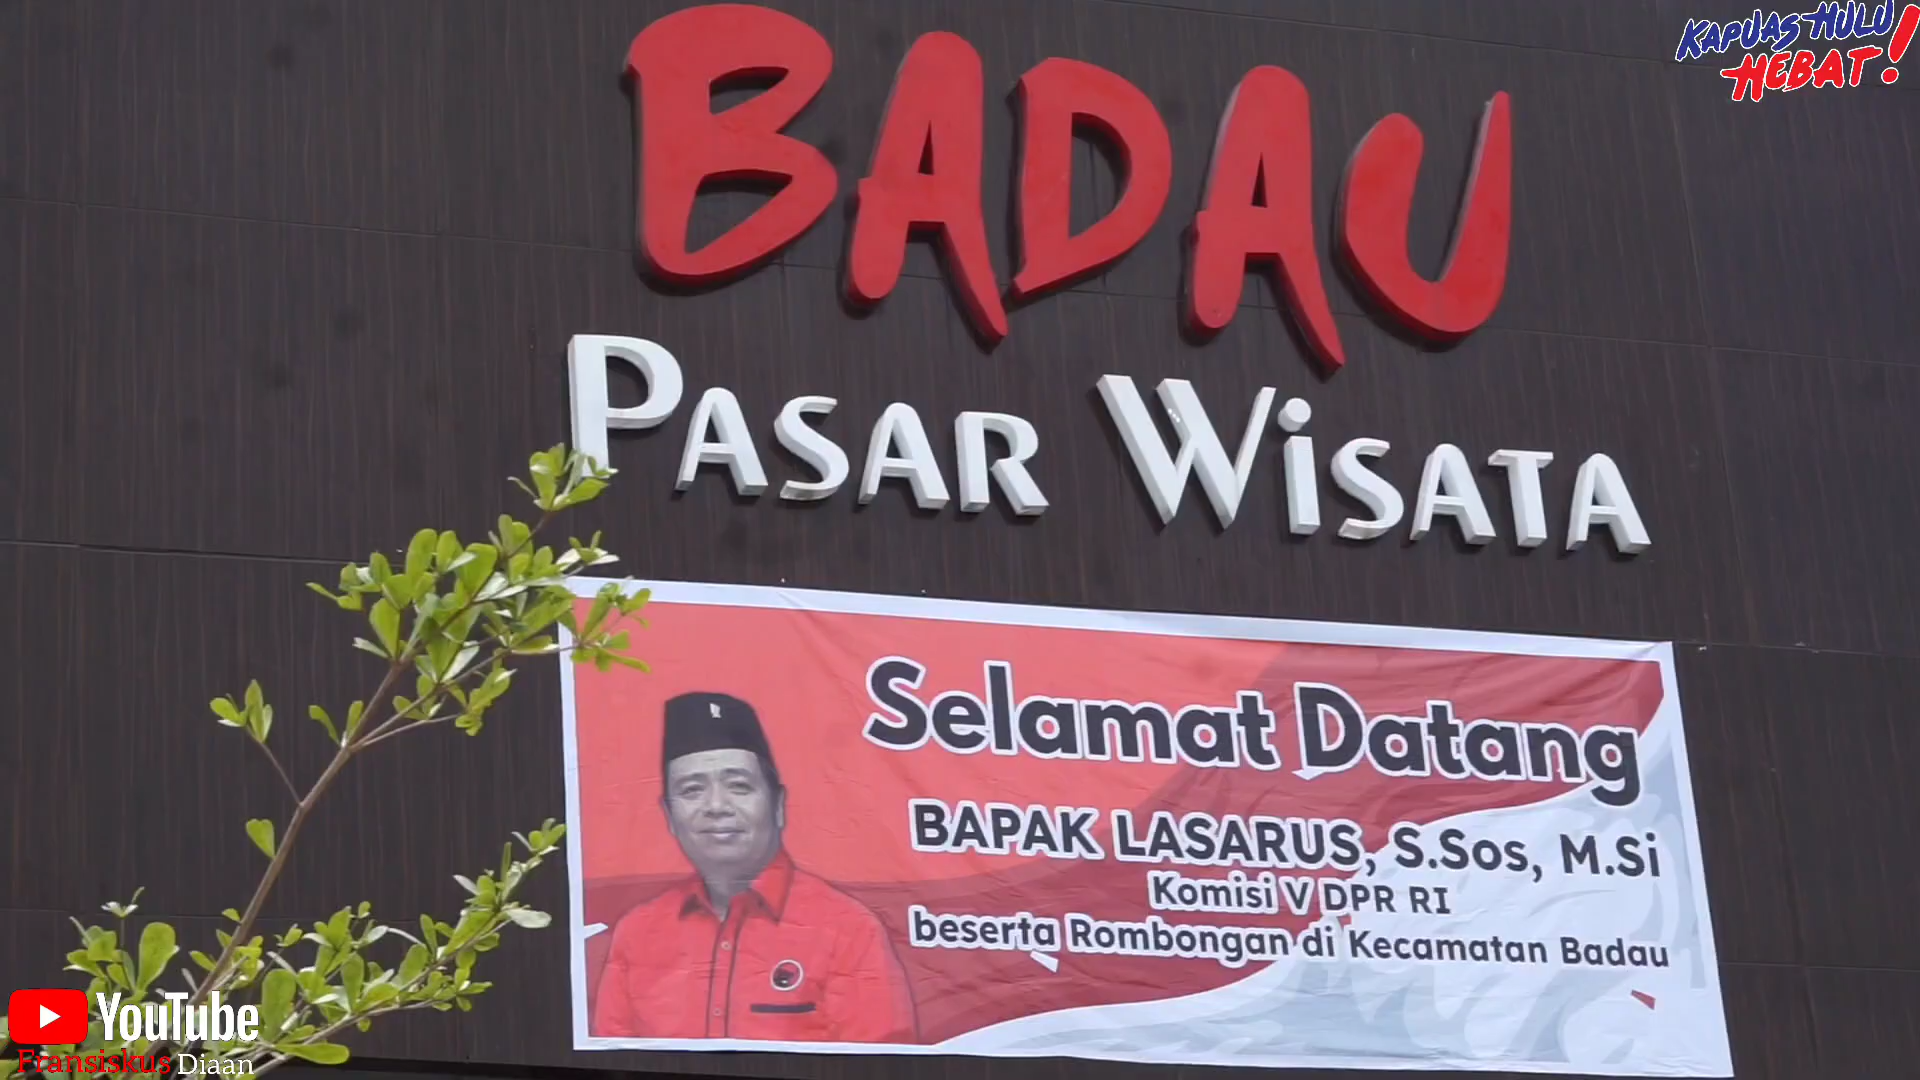 KAPUAS HULU
HEBAT!
BADAU
PASAR WISATA
Selamat Datang
BAPAK LASARUS, S.Sos, M.Si
Komisi V DPR RI
beserta Rombongan di Kecamatan Badau
YouTube
Fransiskus Diaan